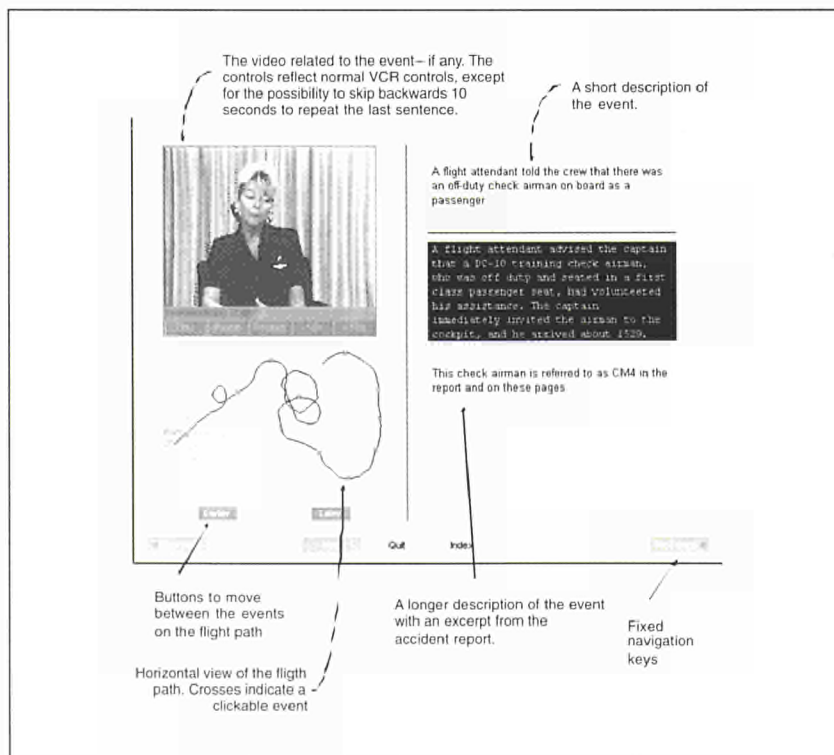 The video related to the event– if any. The
controls reflect normal VCR controls, except
for the possibility to skip backwards 10
seconds to repeat the last sentence.
A short description of
the event.
A flight attendant told the crew that there was
an off-duty check airman on board as a
passenger
A flight attendant advised the captain
that a DC-10 training check airman,
who was off duty and seated in a first
class passenger seat, had volunteered
his assistance. The captain
immediately invited the airman to the
cockpit, and he arrived about 1529.
This check airman is referred to as CM4 in the
report and on these pages
Earlier
Later
Quit
Index
Buttons to move
between the events
on the flight path
A longer description of the event
with an excerpt from the
accident report.
Fixed
navigation
keys
Horizontal view of the fligth
path. Crosses indicate a
clickable event